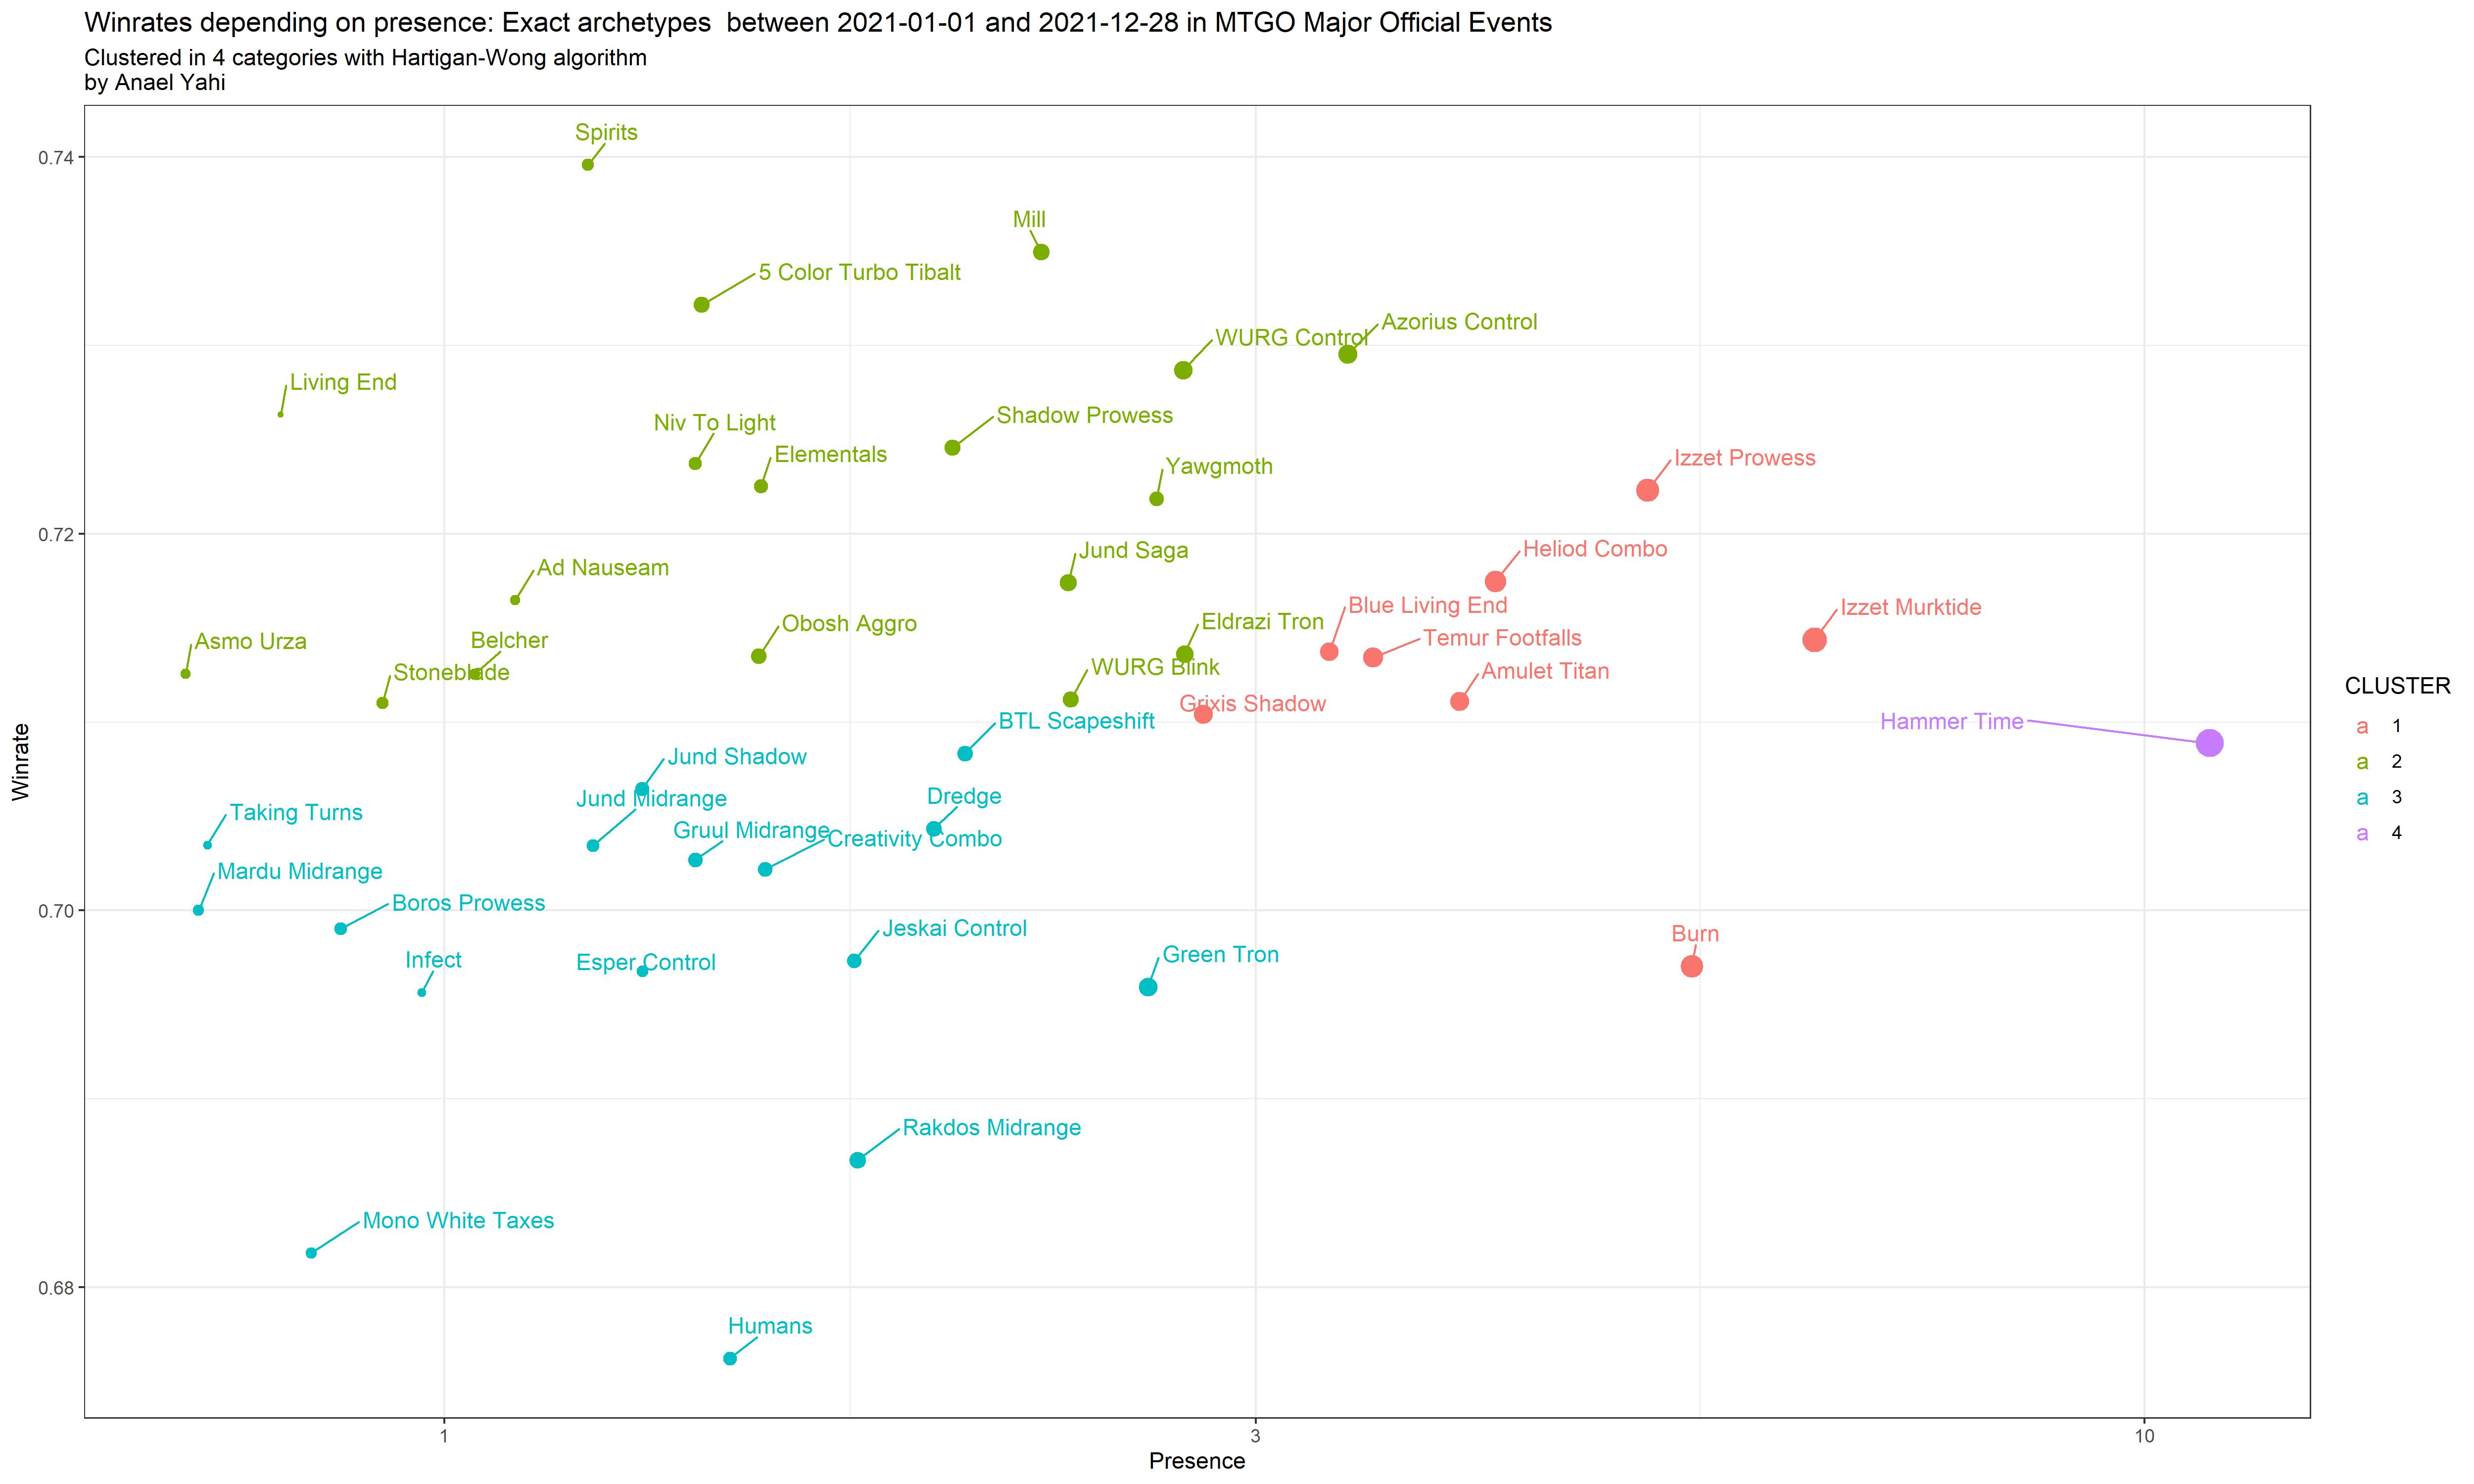 Winrates depending on presence: Exact archetypes  between 2021-01-01 and 2021-12-28 in MTGO Major Official Events
Clustered in 4 categories with Hartigan-Wong algorithm
by Anael Yahi
Spirits
0.74
Mill
5 Color Turbo Tibalt
Azorius Control
WURG Control
Living End
Shadow Prowess
Niv To Light
Elementals
Izzet Prowess
Yawgmoth
0.72
Heliod Combo
Jund Saga
Ad Nauseam
Blue Living End
Izzet Murktide
Eldrazi Tron
Obosh Aggro
Temur Footfalls
Belcher
Asmo Urza
WURG Blink
Amulet Titan
Stoneblade
CLUSTER
Grixis Shadow
BTL Scapeshift
Hammer Time
a 1
Jund Shadow
a 2
Winrate
Dredge
a 3
Jund Midrange
Taking Turns
Gruul Midrange
a 4
Creativity Combo
Mardu Midrange
Boros Prowess
0.70
Jeskai Control
Burn
Green Tron
Infect
Esper Control
Rakdos Midrange
Mono White Taxes
0.68
Humans
1
3
10
Presence